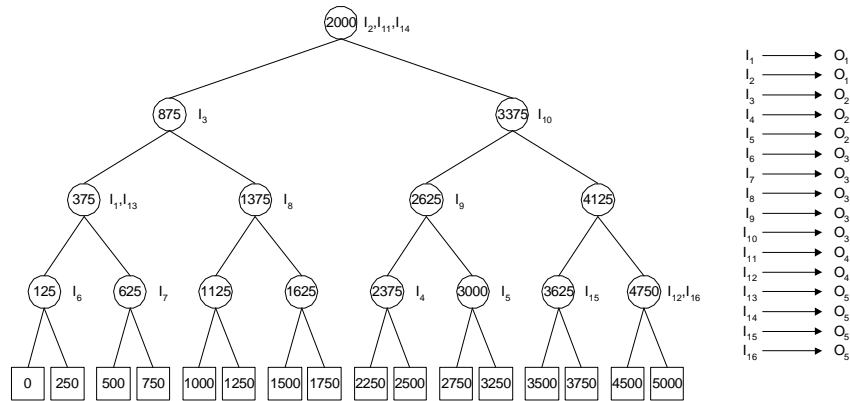 2000 I₂,I₁₁,I₁₄
875 I₃ 3375 I₁₀
375 I₁,I₁₃ 1375 I₈ 2625 I₉ 4125
125 I₆ 625 I₇ 1125 1625 2375 I₄ 3000 I₅ 3625 I₁₅ 4750 I₁₂,I₁₆
0 250 500 750 1000 1250 1500 1750 2250 2500 2750 3250 3500 3750 4500 5000
I₁ O₁
I₂ O₁
I₃ O₂
I₄ O₂
I₅ O₂
I₆ O₃
I₇ O₃
I₈ O₃
I₉ O₃
I₁₀ O₃
I₁₁ O₄
I₁₂ O₄
I₁₃ O₅
I₁₄ O₅
I₁₅ O₅
I₁₆ O₅